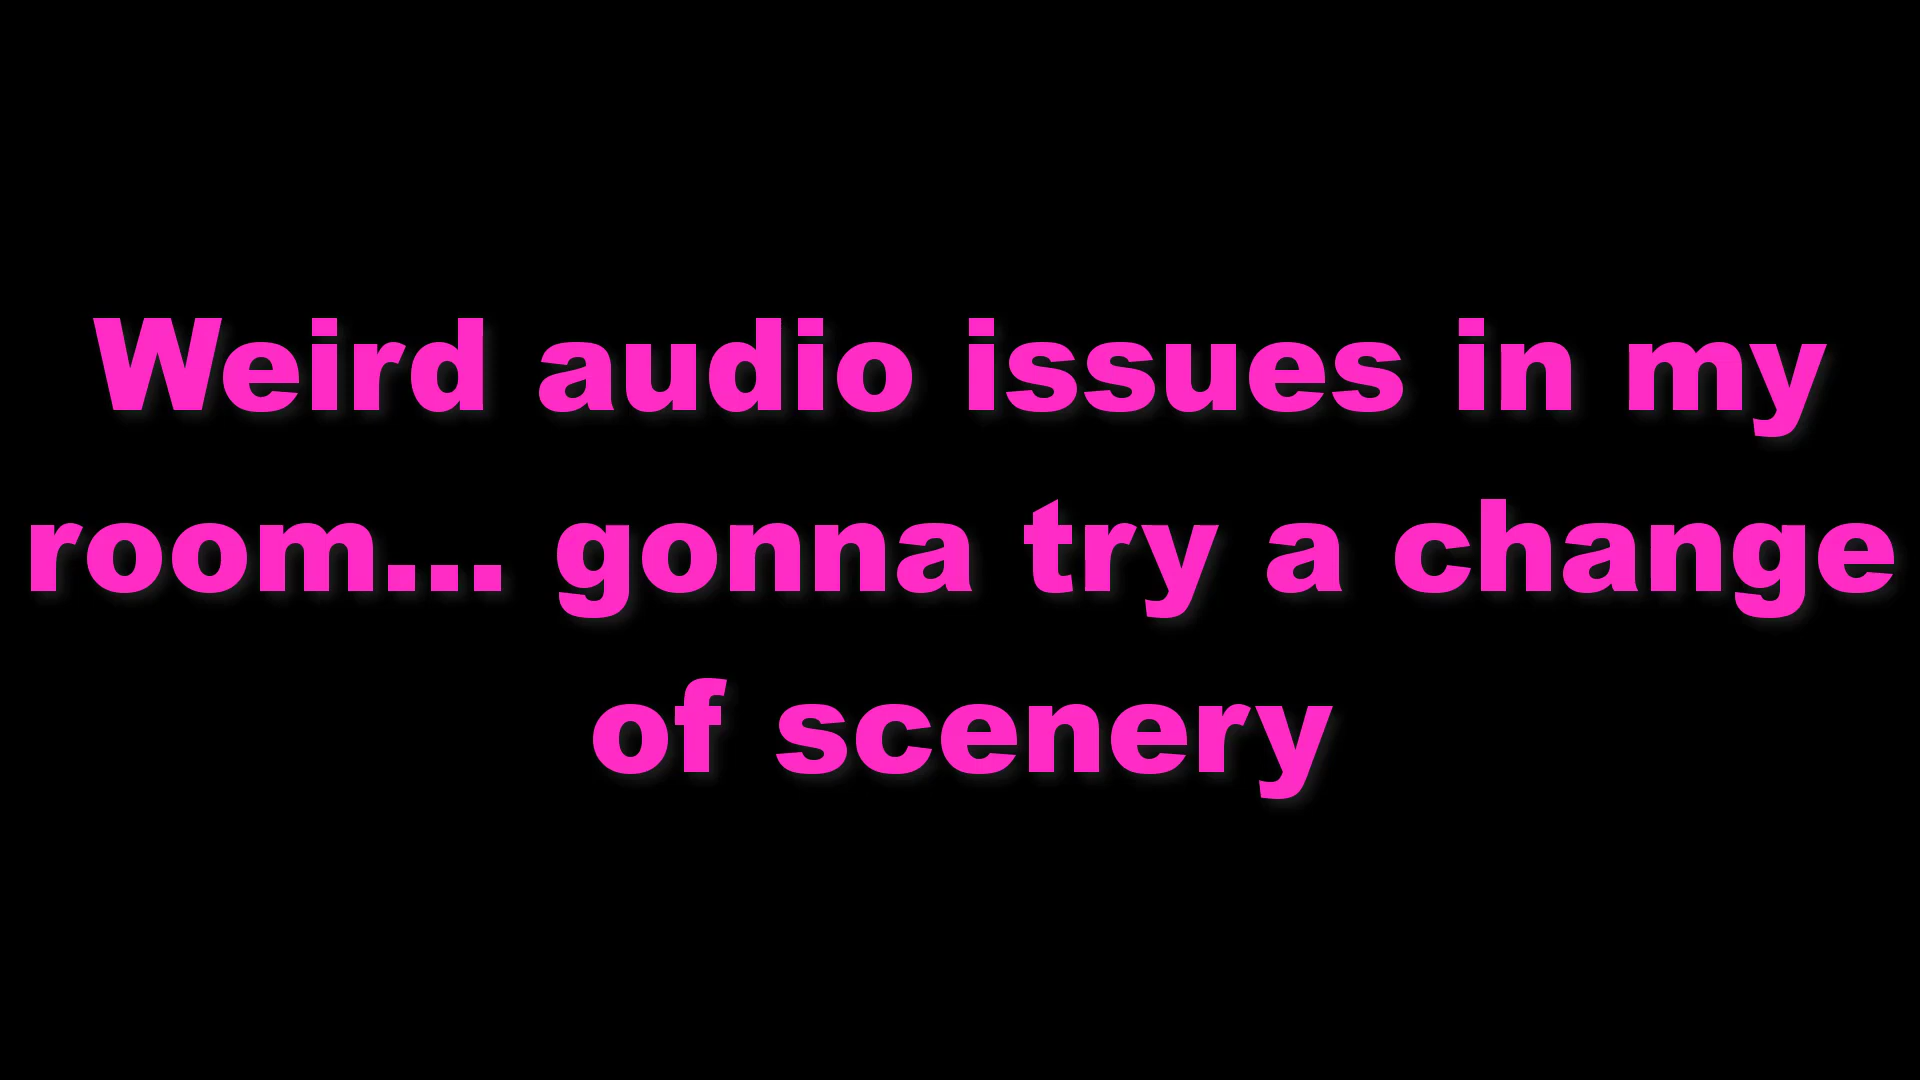 Weird audio issues in my
room... gonna try a change
of scenery